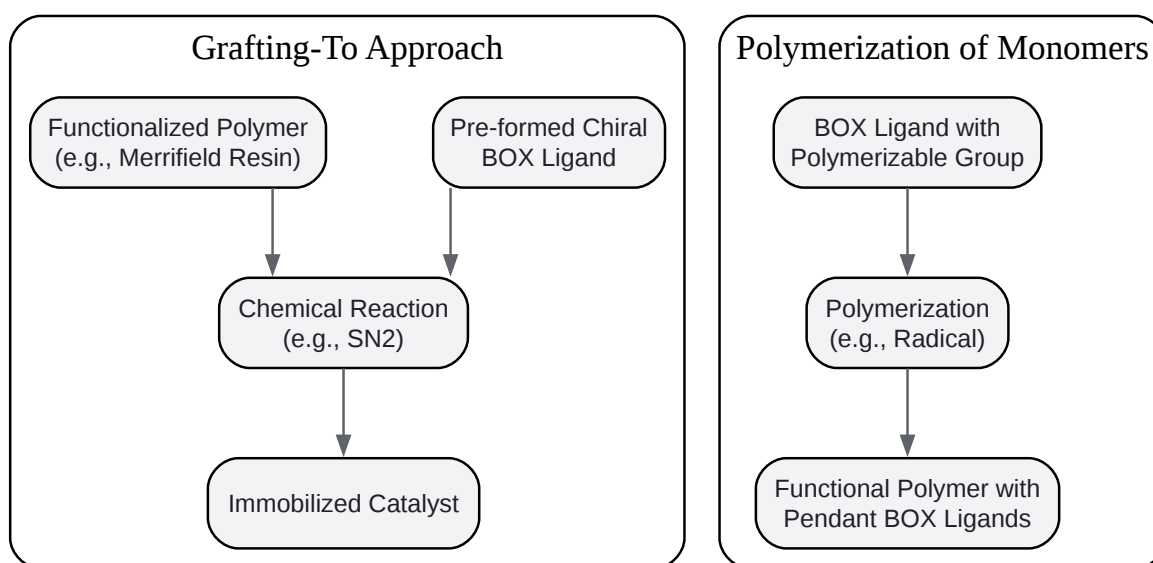 Grafting-To Approach
Functionalized Polymer
(e.g., Merrifield Resin)
Pre-formed Chiral
BOX Ligand
Chemical Reaction
(e.g., SN2)
Immobilized Catalyst
Polymerization of Monomers
BOX Ligand with
Polymerizable Group
Polymerization
(e.g., Radical)
Functional Polymer with
Pendant BOX Ligands